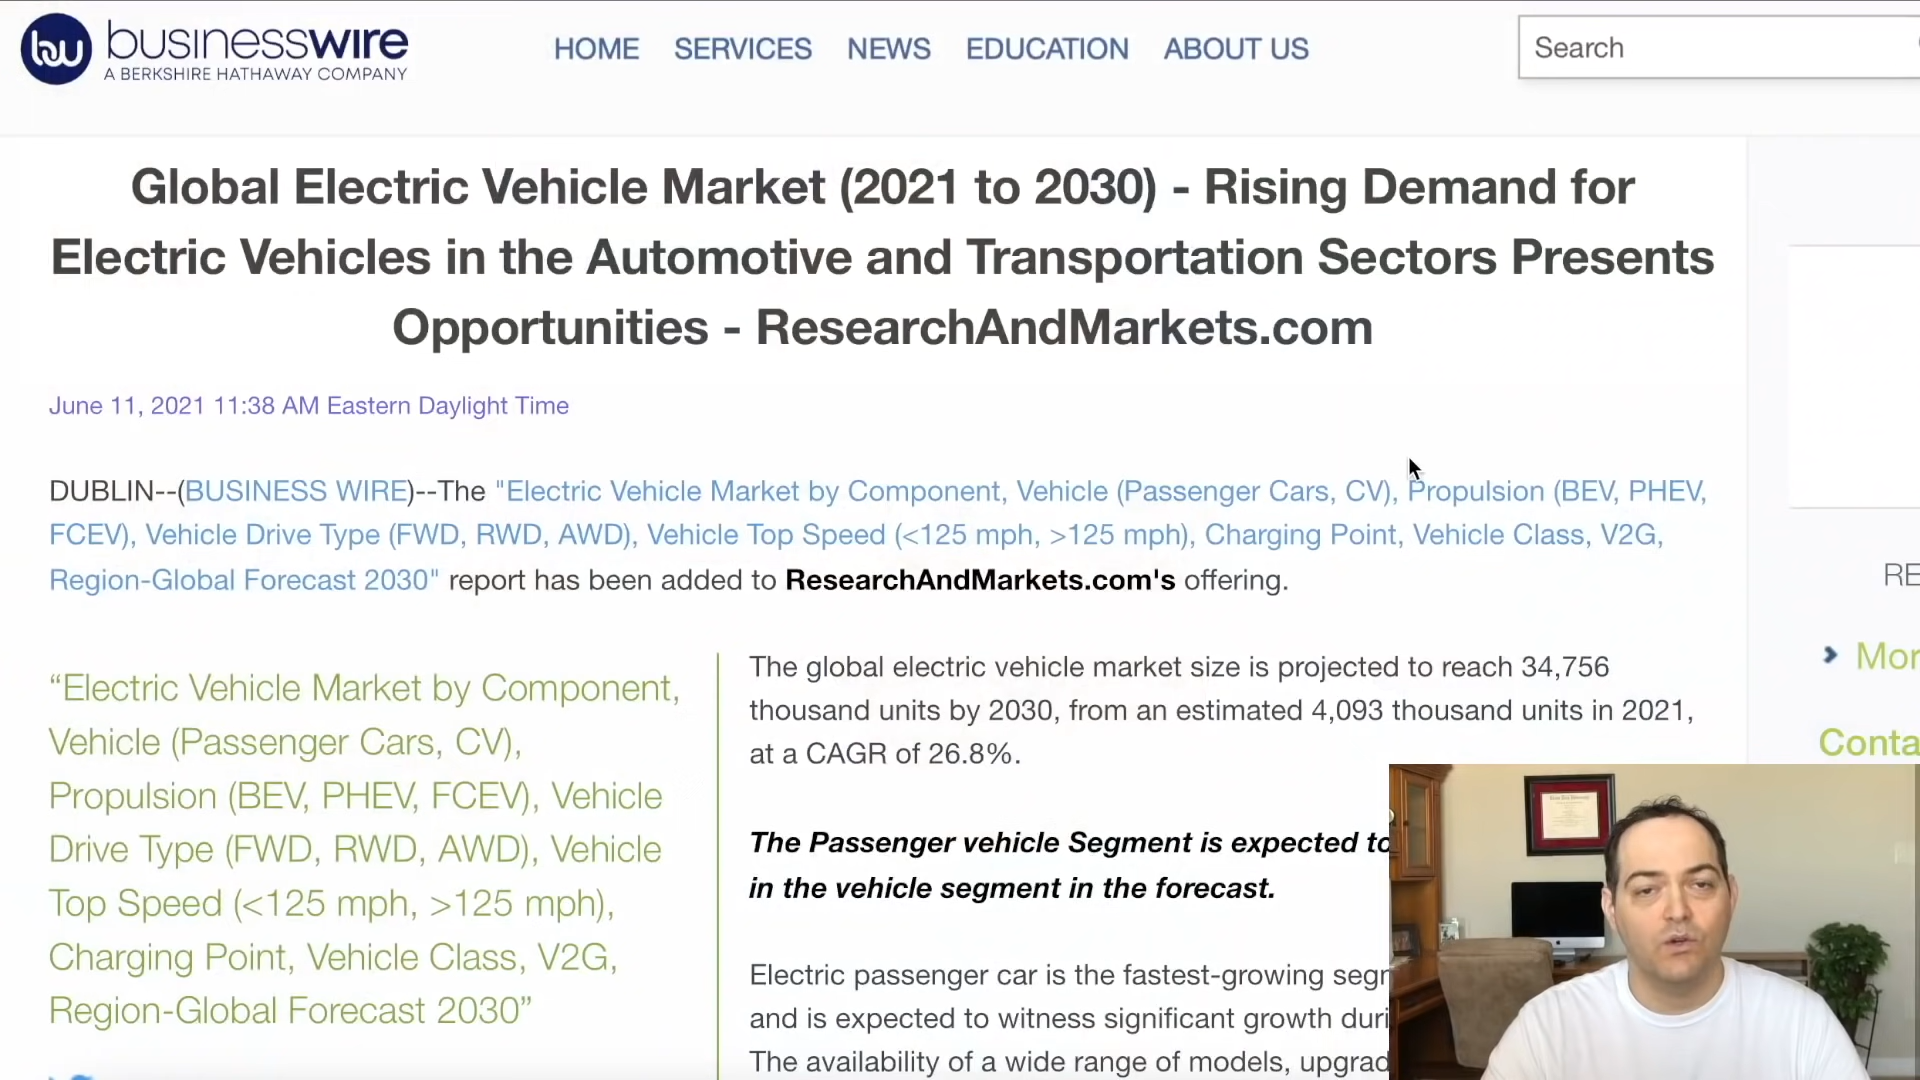 businesswire
A BERKSHIRE HATHAWAY COMPANY
HOME SERVICES NEWS EDUCATION ABOUT US
Search
Global Electric Vehicle Market (2021 to 2030) - Rising Demand for
Electric Vehicles in the Automotive and Transportation Sectors Presents
Opportunities - ResearchAndMarkets.com
June 11, 2021 11:38 AM Eastern Daylight Time
DUBLIN--(BUSINESS WIRE)--The "Electric Vehicle Market by Component, Vehicle (Passenger Cars, CV), Propulsion (BEV, PHEV,
FCEV), Vehicle Drive Type (FWD, RWD, AWD), Vehicle Top Speed (<125 mph, >125 mph), Charging Point, Vehicle Class, V2G,
Region-Global Forecast 2030" report has been added to ResearchAndMarkets.com's offering.
“Electric Vehicle Market by Component,
Vehicle (Passenger Cars, CV),
Propulsion (BEV, PHEV, FCEV), Vehicle
Drive Type (FWD, RWD, AWD), Vehicle
Top Speed (<125 mph, >125 mph),
Charging Point, Vehicle Class, V2G,
Region-Global Forecast 2030”
The global electric vehicle market size is projected to reach 34,756
thousand units by 2030, from an estimated 4,093 thousand units in 2021,
at a CAGR of 26.8%.
The Passenger vehicle Segment is expected to
in the vehicle segment in the forecast.
Electric passenger car is the fastest-growing segr
and is expected to witness significant growth duri
The availability of a wide range of models, upgrad
RE
Mor
Conta